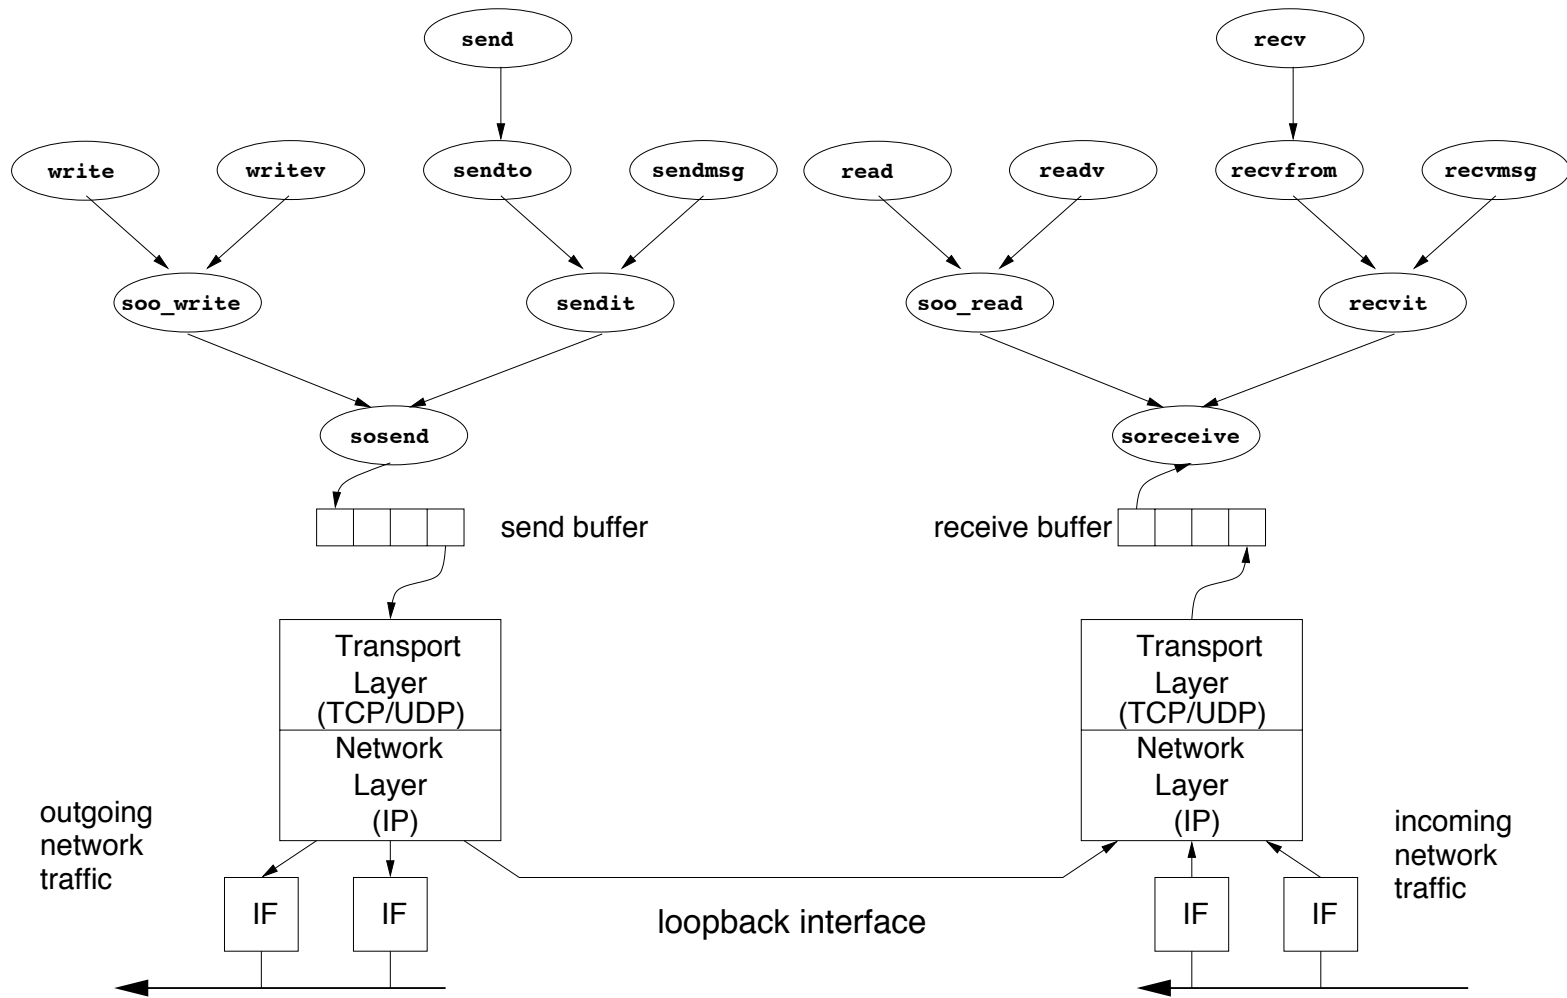 send
recv
write
writev
sendto
sendmsg
read
readv
recvfrom
recvmsg
soo_write
sendit
soo_read
recvit
sosend
soreceive
send buffer
receive buffer
Transport
Layer
(TCP/UDP)
Network
Layer
(IP)
Transport
Layer
(TCP/UDP)
Network
Layer
(IP)
outgoing
network
traffic
incoming
network
traffic
IF
IF
loopback interface
IF
IF